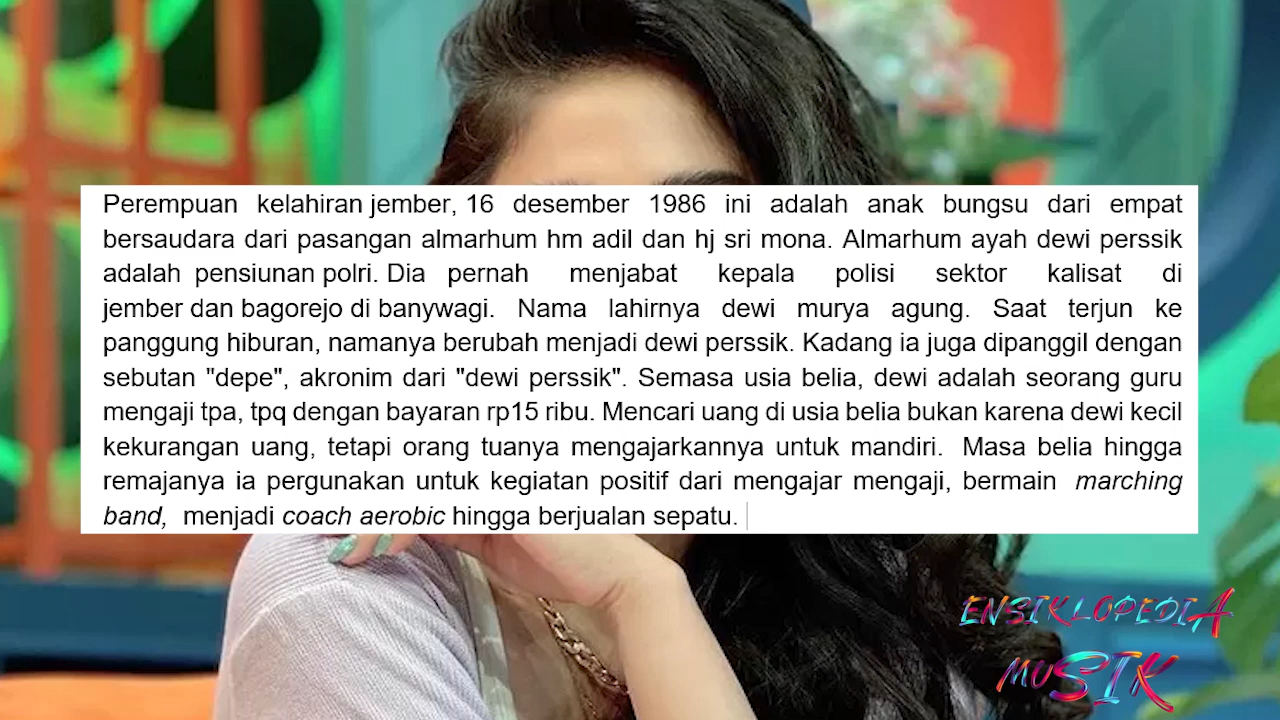 Perempuan kelahiran jember, 16 desember 1986 ini adalah anak bungsu dari empat
bersaudara dari pasangan almarhum hm adil dan hj sri mona. Almarhum ayah dewi perssik
adalah pensiunan polri. Dia pernah menjabat kepala polisi sektor kalisat di
jember dan bagorejo di banywagi. Nama lahirnya dewi murya agung. Saat terjun ke
panggung hiburan, namanya berubah menjadi dewi perssik. Kadang ia juga dipanggil dengan
sebutan "depe", akronim dari "dewi perssik". Semasa usia belia, dewi adalah seorang guru
mengaji tpa, tpq dengan bayaran rp15 ribu. Mencari uang di usia belia bukan karena dewi kecil
kekurangan uang, tetapi orang tuanya mengajarkannya untuk mandiri. Masa belia hingga
remajanya ia pergunakan untuk kegiatan positif dari mengajar mengaji, bermain marching
band, menjadi coach aerobic hingga berjualan sepatu.
ENSIKLOPEDIA
MUSIK